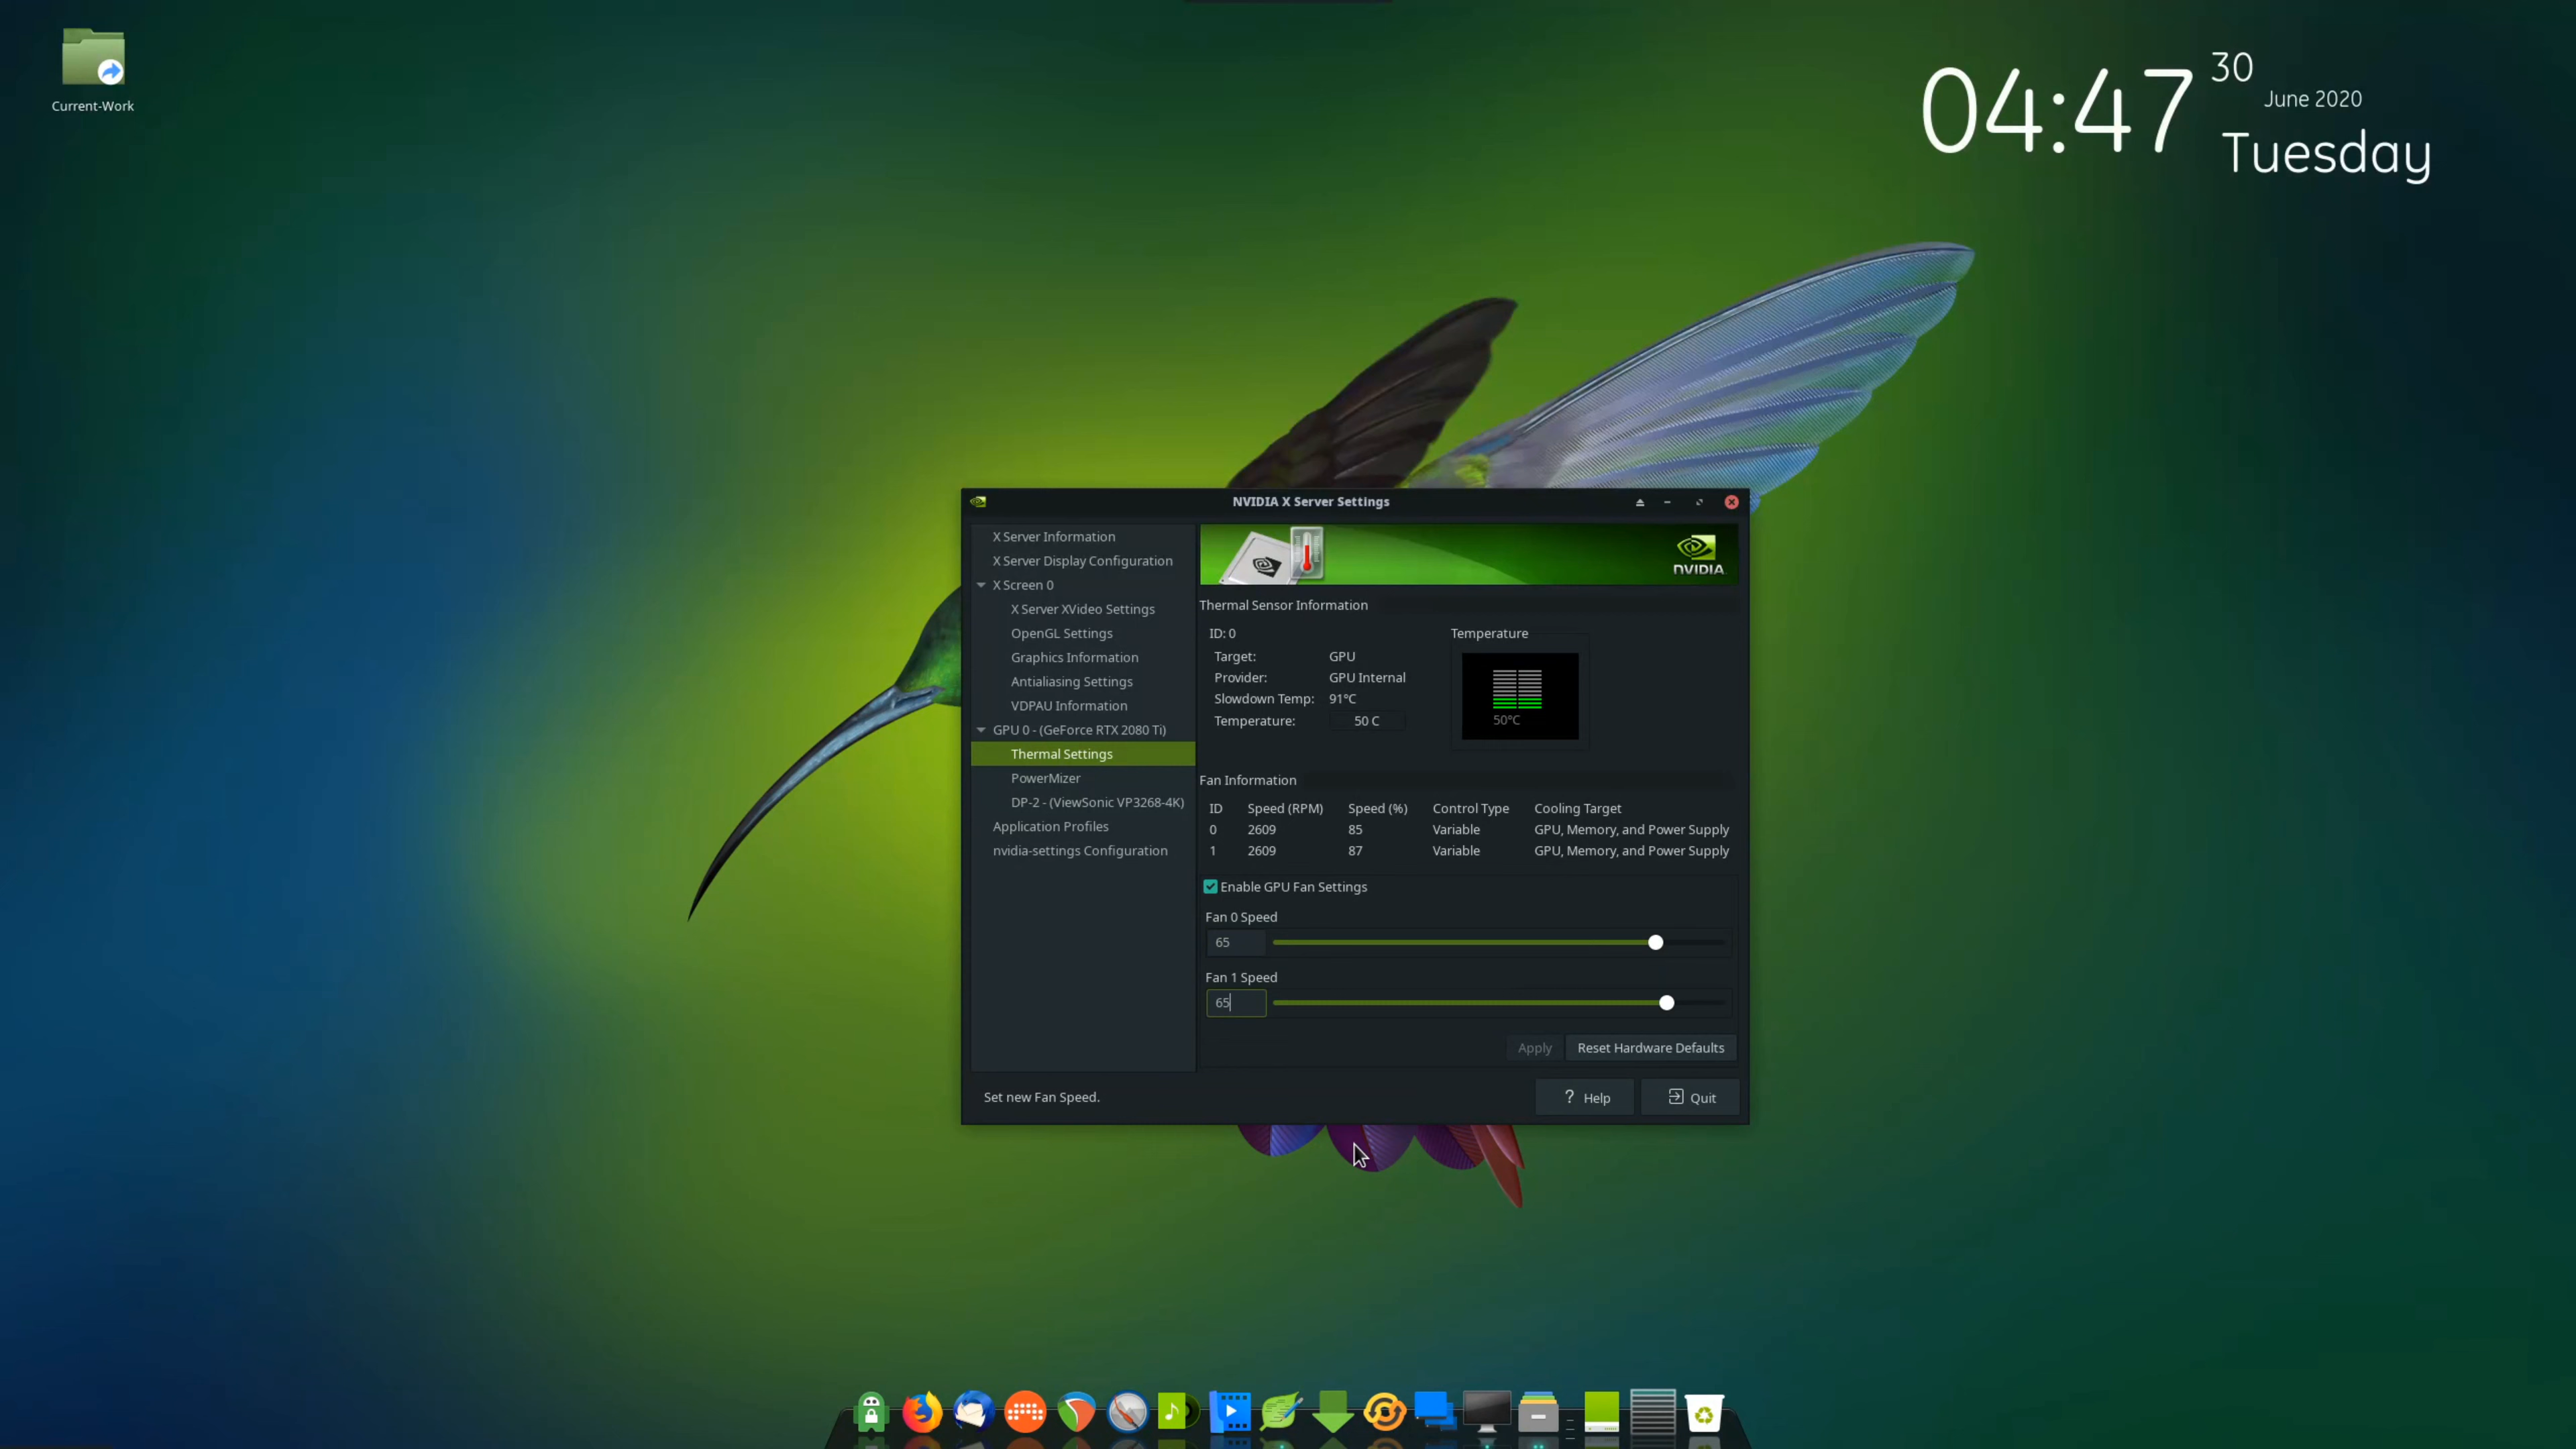 Current-Work
04:47
30
June 2020
Tuesday
NVIDIA X Server Settings
X Server Information
X Server Display Configuration
X Screen 0
X Server XVideo Settings
OpenGL Settings
Graphics Information
Antialiasing Settings
VDPAU Information
GPU 0 - (GeForce RTX 2080 Ti)
Thermal Settings
PowerMizer
DP-2 - (ViewSonic VP3268-4K)
Application Profiles
nvidia-settings Configuration
NVIDIA
Thermal Sensor Information
ID: 0
Target: GPU
Provider: GPU Internal
Slowdown Temp: 91°C
Temperature: 50 C
Temperature
50°C
Fan Information
ID Speed (RPM) Speed (%) Control Type Cooling Target
0 2609 85 Variable GPU, Memory, and Power Supply
1 2609 87 Variable GPU, Memory, and Power Supply
Enable GPU Fan Settings
Fan 0 Speed
65
Fan 1 Speed
65
Apply Reset Hardware Defaults
Set new Fan Speed.
? Help Quit